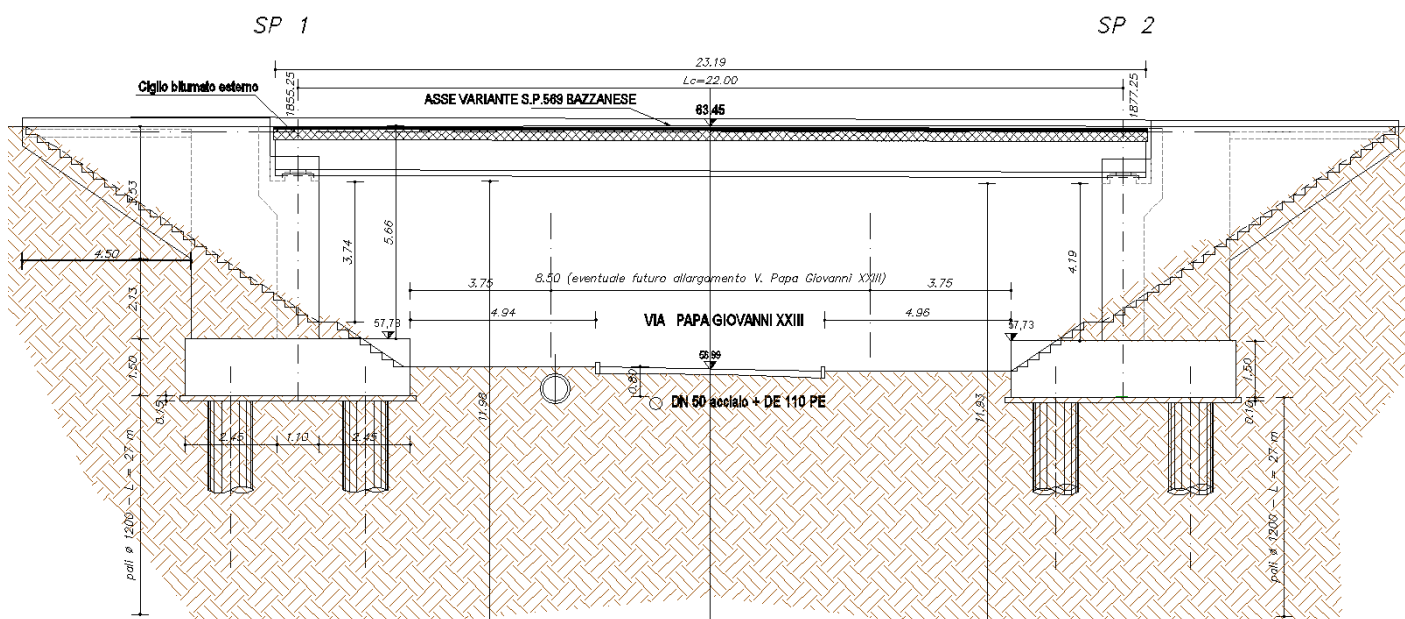 SP 1
SP 2
23.19
Lc=22.00
Ciglio bitumato esterno
1855.25
ASSE VARIANTE S.P.569 BAZZANESE
63.45
1877.25
3.53
4.50
3.74
5.66
4.19
8.50 (eventuale futuro allargamento V. Papa Giovanni XXIII)
3.75
3.75
2.13
4.94
VIA PAPA GIOVANNI XXIII
4.96
57,73
57,73
1.50
0.80
1.50
0.15
11.98
DN 50 acciaio + DE 110 PE
11.93
0.10
2.45
1.10
2.45
pali ø 1200 - L = 27 m
pali ø 1200 - L = 27 m